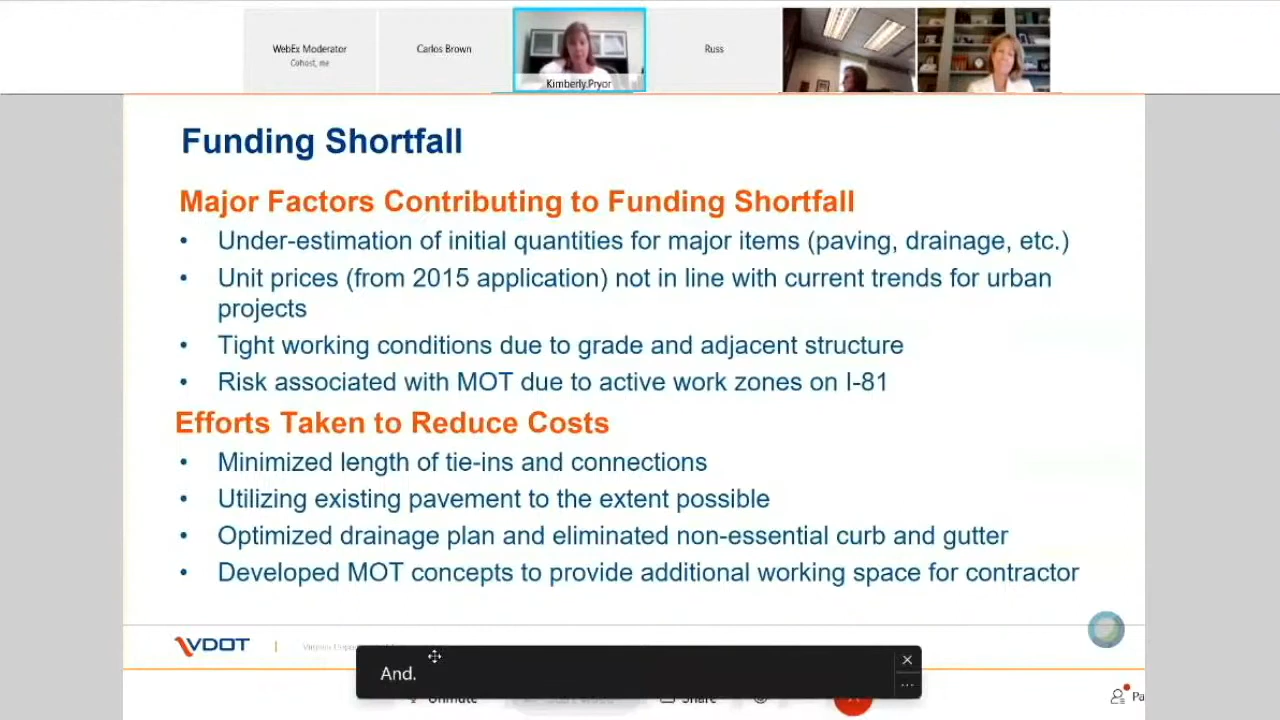 WebEx Moderator
Cohost, me
Carlos Brown
Kimberly.Pryor
Russ
Funding Shortfall
Major Factors Contributing to Funding Shortfall
• Under-estimation of initial quantities for major items (paving, drainage, etc.)
• Unit prices (from 2015 application) not in line with current trends for urban
projects
• Tight working conditions due to grade and adjacent structure
• Risk associated with MOT due to active work zones on I-81
Efforts Taken to Reduce Costs
• Minimized length of tie-ins and connections
• Utilizing existing pavement to the extent possible
• Optimized drainage plan and eliminated non-essential curb and gutter
• Developed MOT concepts to provide additional working space for contractor
VDOT
And.
Unmute
Share
Pa